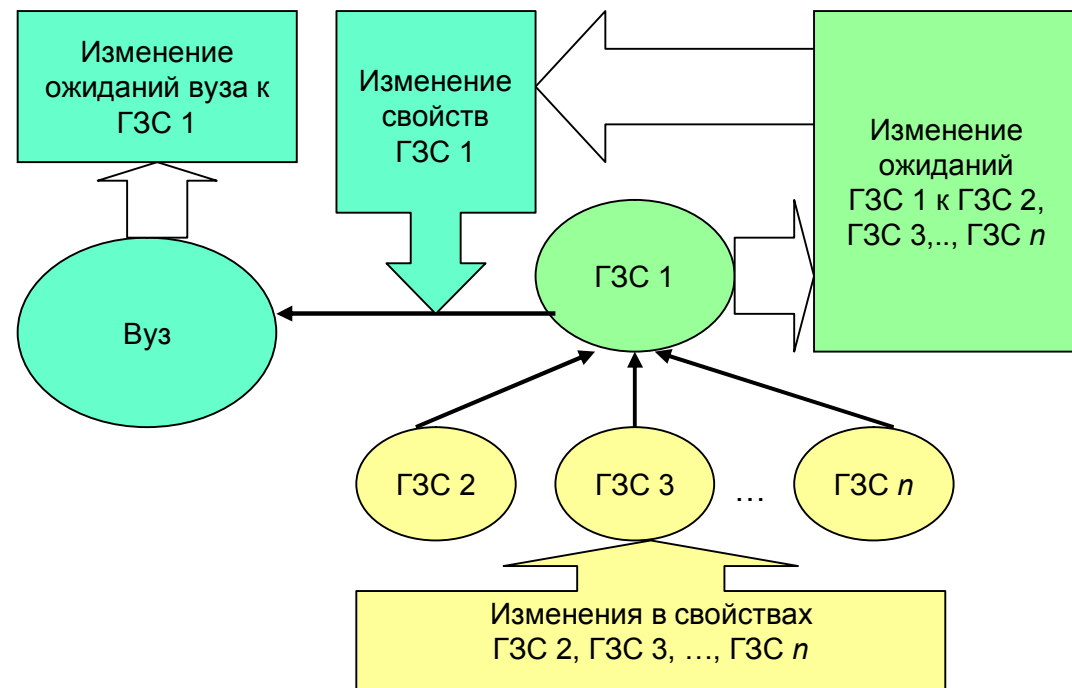 Изменение
ожиданий вуза к
ГЗС 1
Изменение
свойств
ГЗС 1
Изменение
ожиданий
ГЗС 1 к ГЗС 2,
ГЗС 3,.., ГЗС n
ГЗС 1
Вуз
ГЗС 2
ГЗС 3
...
ГЗС n
Изменения в свойствах
ГЗС 2, ГЗС 3, …, ГЗС n